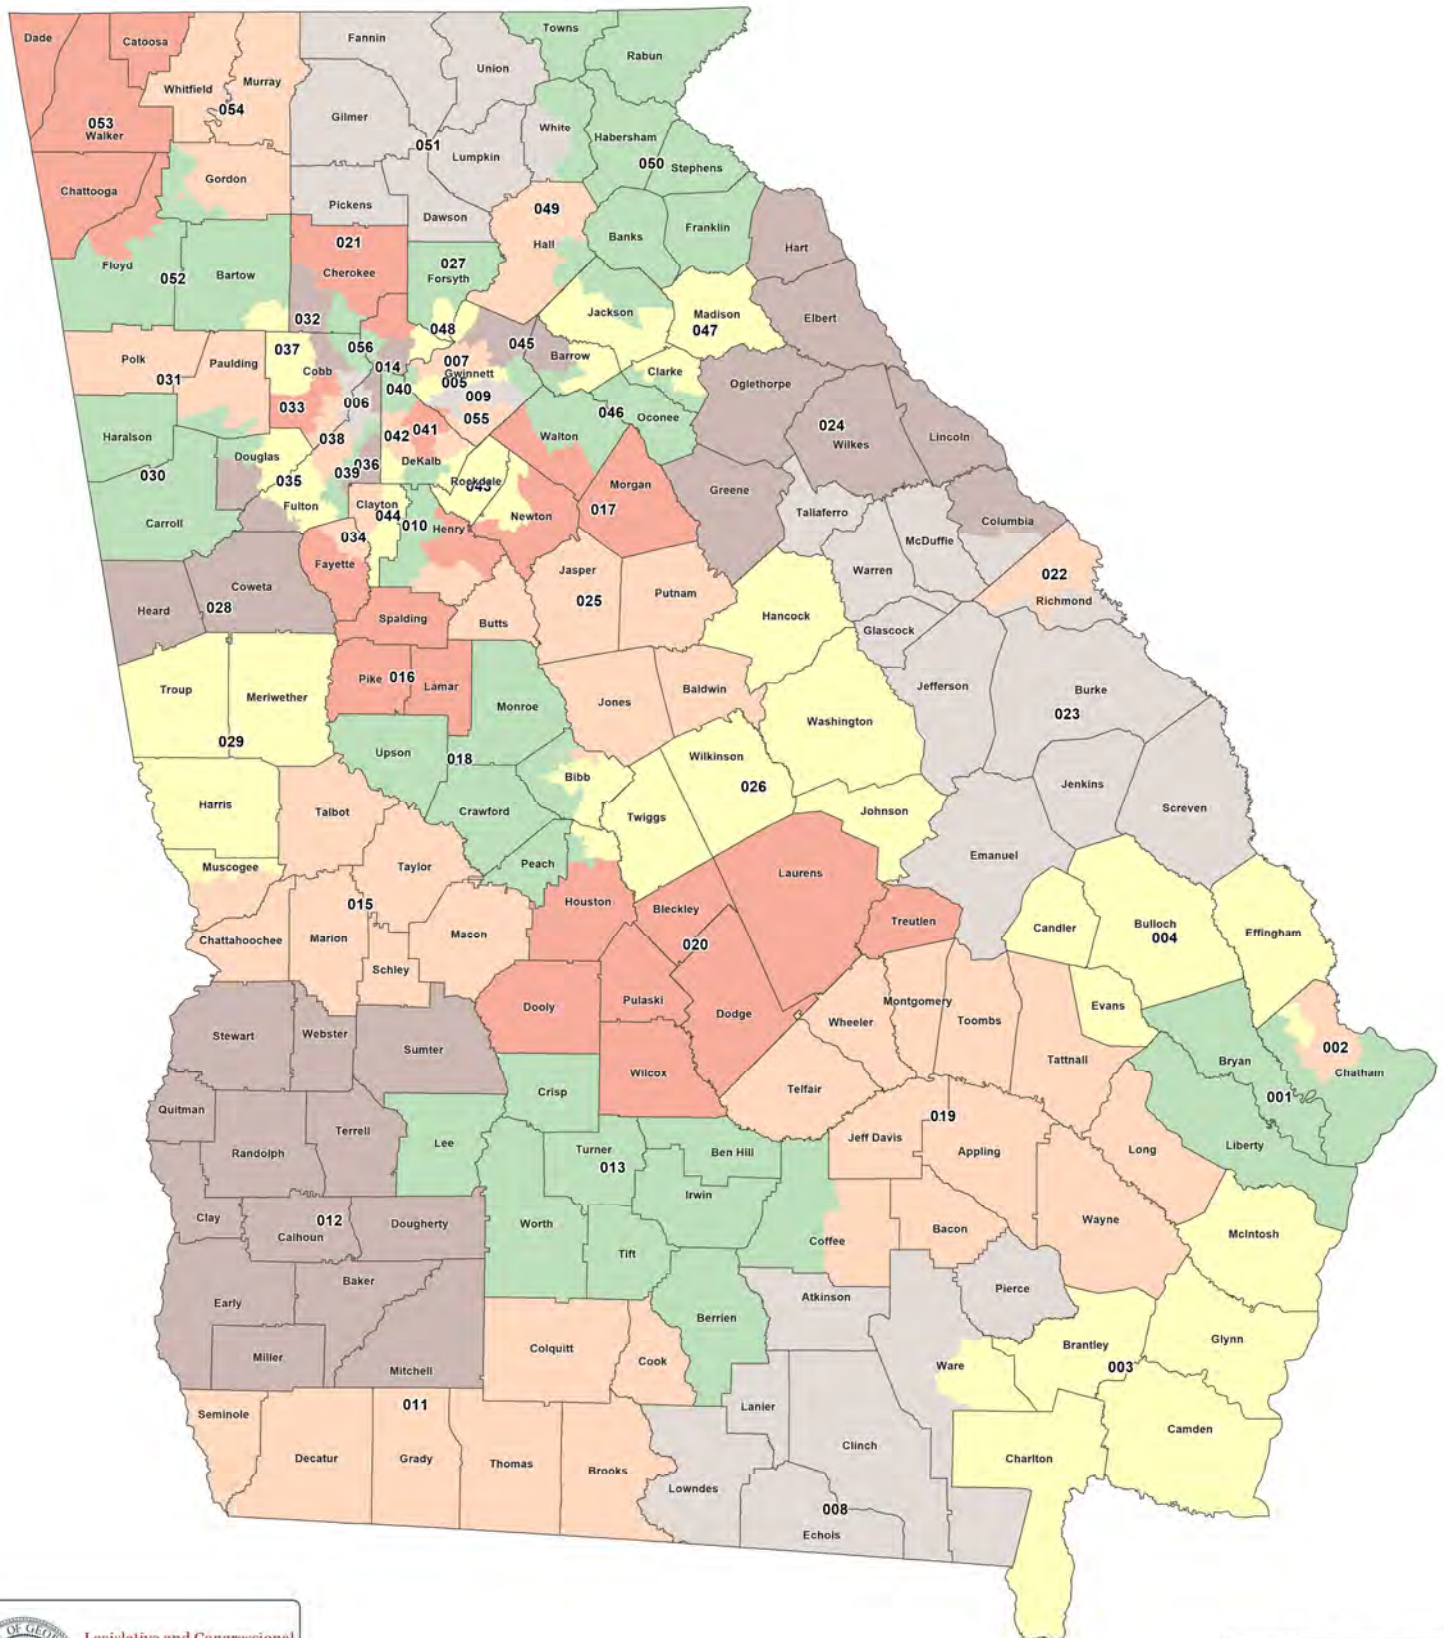 Dade
Catoosa
Fannin
Towns
Rabun
Whitfield
Murray
Union
054
053
Walker
Gilmer
White
Habersham
051
Lumpkin
050
Stephens
Chattooga
Gordon
Pickens
Dawson
049
Hall
Banks
Franklin
Hart
021
Cherokee
027
Forsyth
Floyd
052
Bartow
032
Jackson
Madison
047
Elbert
048
037
Cobb
056
014
045
Barrow
Polk
031
Paulding
007
Gwinnett
005
040
009
Clarke
Oglethorpe
033
006
055
046
Oconee
024
Wilkes
Lincoln
Haralson
038
042
041
Walton
030
Douglas
035
039
036
DeKalb
Rockdale
043
Morgan
017
Greene
Taliaferro
Columbia
Carroll
Fulton
Clayton
044
010
Henry
Newton
McDuffie
034
Fayette
Jasper
025
Putnam
Warren
022
Richmond
Heard
028
Coweta
Spalding
Butts
Hancock
Glascock
Troup
Meriwether
029
Pike
016
Lamar
Monroe
Jones
Baldwin
Jefferson
Burke
023
Washington
Upson
018
Wilkinson
026
Bibb
Jenkins
Screven
Harris
Talbot
Crawford
Twiggs
Johnson
Emanuel
Muscogee
Taylor
Peach
Laurens
015
Houston
Bleckley
Treutlen
Candler
Bulloch
004
Effingham
Chattahoochee
Marion
Macon
020
Schley
Dooly
Pulaski
Dodge
Wheeler
Montgomery
Toombs
Evans
Stewart
Webster
Sumter
Tattnall
002
Chatham
Bryan
001
Wilcox
Crisp
Telfair
Quitman
Randolph
Terrell
Lee
Turner
013
Ben Hill
019
Jeff Davis
Appling
Long
Liberty
Irwin
Clay
012
Calhoun
Dougherty
Worth
Tift
Coffee
Bacon
Wayne
McIntosh
Early
Baker
Berrien
Atkinson
Pierce
Miller
Mitchell
Colquitt
Cook
Ware
Brantley
003
Glynn
Seminole
011
Lanier
Clinch
Camden
Decatur
Grady
Thomas
Brooks
Lowndes
Charlton
008
Echols
OF GEO
Legislative and Congressional